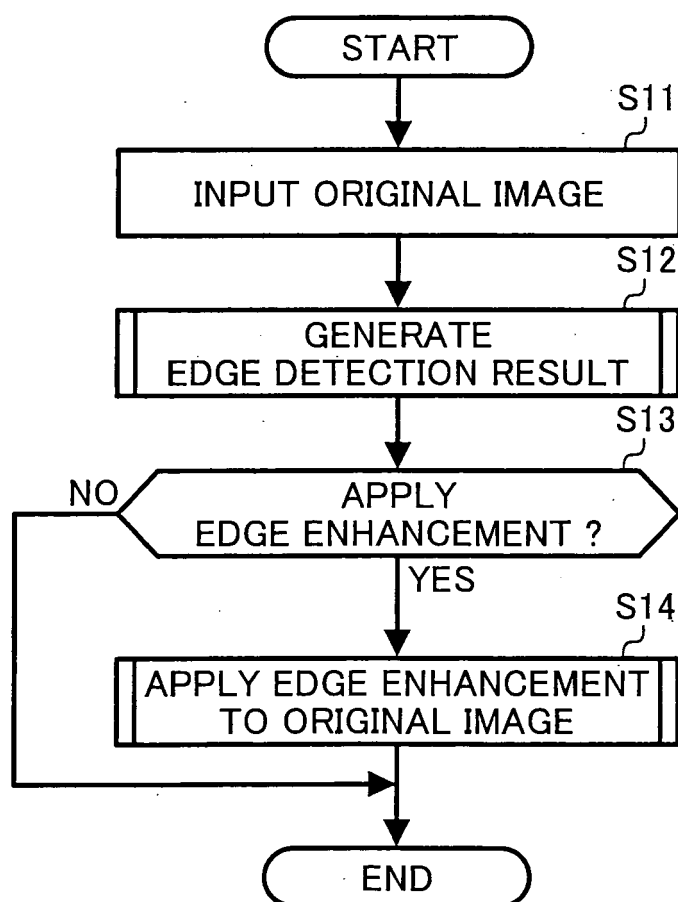 START
S11
INPUT ORIGINAL IMAGE
S12
GENERATE
EDGE DETECTION RESULT
S13
NO
APPLY
EDGE ENHANCEMENT ?
YES
S14
APPLY EDGE ENHANCEMENT
TO ORIGINAL IMAGE
END